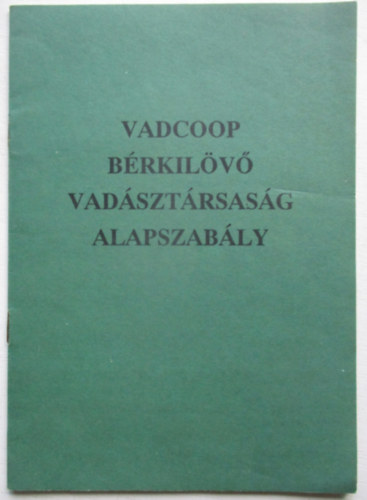 VADCOOP
BÉRKILÖVŐ
VADÁSZTÁRSASÁG
ALAPSZABÁLY